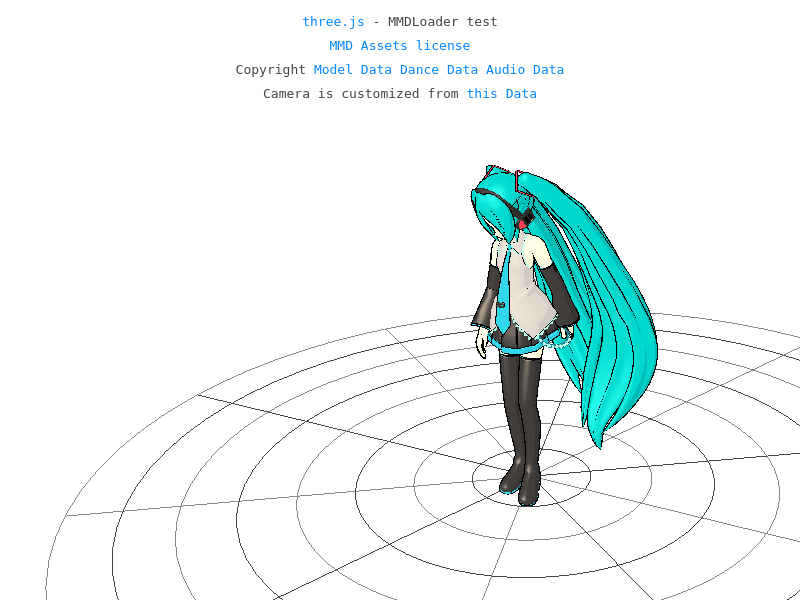 three.js - MMDLoader test
MMD Assets license
Copyright Model Data Dance Data Audio Data
Camera is customized from this Data